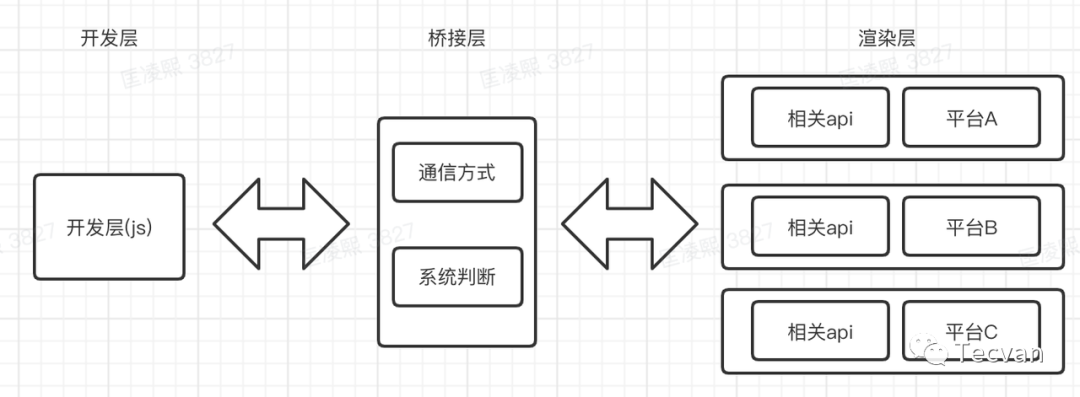 开发层
桥接层
渲染层
匡凌熙 3827
匡凌熙 3827
匡凌熙 3827
开发层(js)
通信方式
系统判断
相关api
平台A
相关api
平台B
相关api
平台C
3827
匡凌熙 3827
匡凌熙 3827
Tecvan